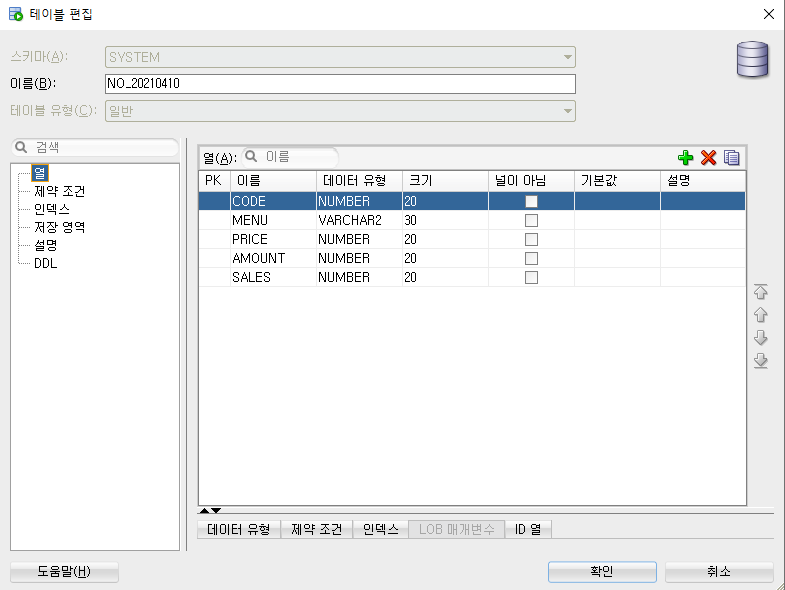 테이블 편집
스키마(A): SYSTEM
이름(B): NO_20210410
테이블 유형(C): 일반
검색
열
제약 조건
인덱스
저장 영역
설명
DDL
열(A): 이름
PK 이름 데이터 유형 크기 널이 아님 기본값 설명
CODE NUMBER 20
MENU VARCHAR2 30
PRICE NUMBER 20
AMOUNT NUMBER 20
SALES NUMBER 20
데이터 유형 제약 조건 인덱스 LOB 매개변수 ID 열
도움말(H) 확인 취소